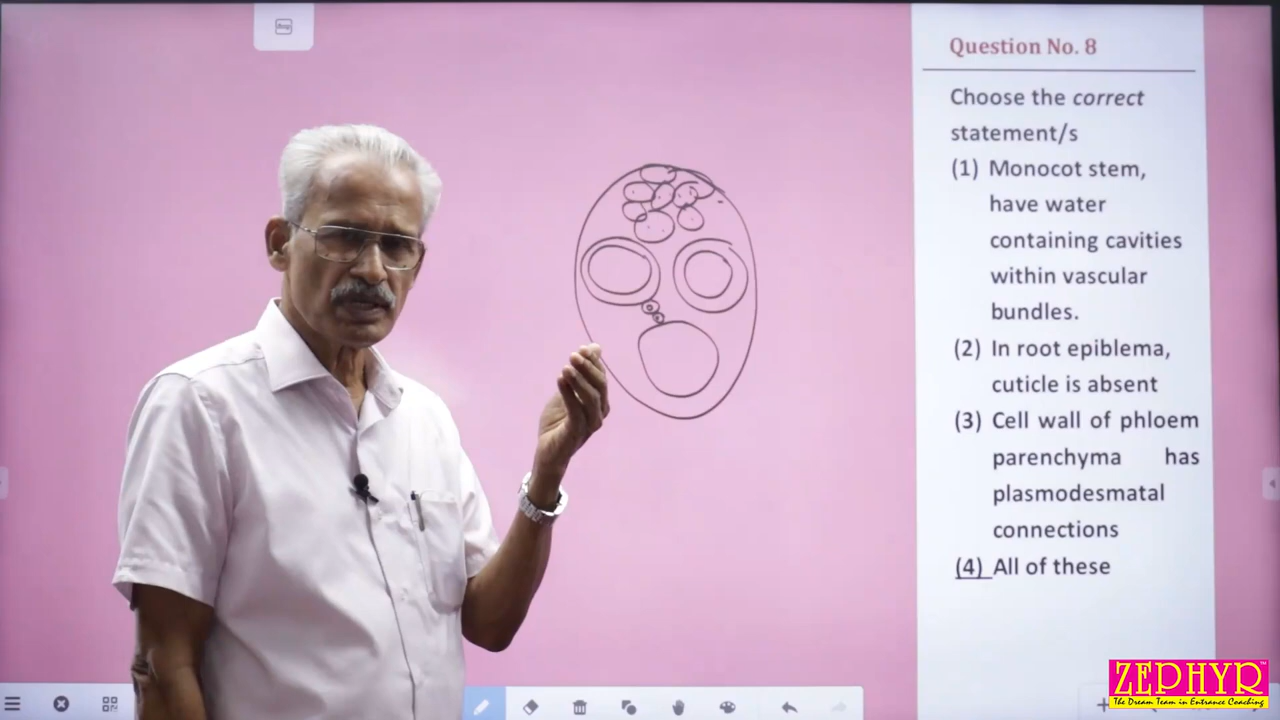 Question No. 8
Choose the correct
statement/s
(1) Monocot stem,
have water
containing cavities
within vascular
bundles.
(2) In root epiblema,
cuticle is absent
(3) Cell wall of phloem
parenchyma has
plasmodesmatal
connections
(4) All of these
ZEPHYR™
The Dream Team in Entrance Coaching